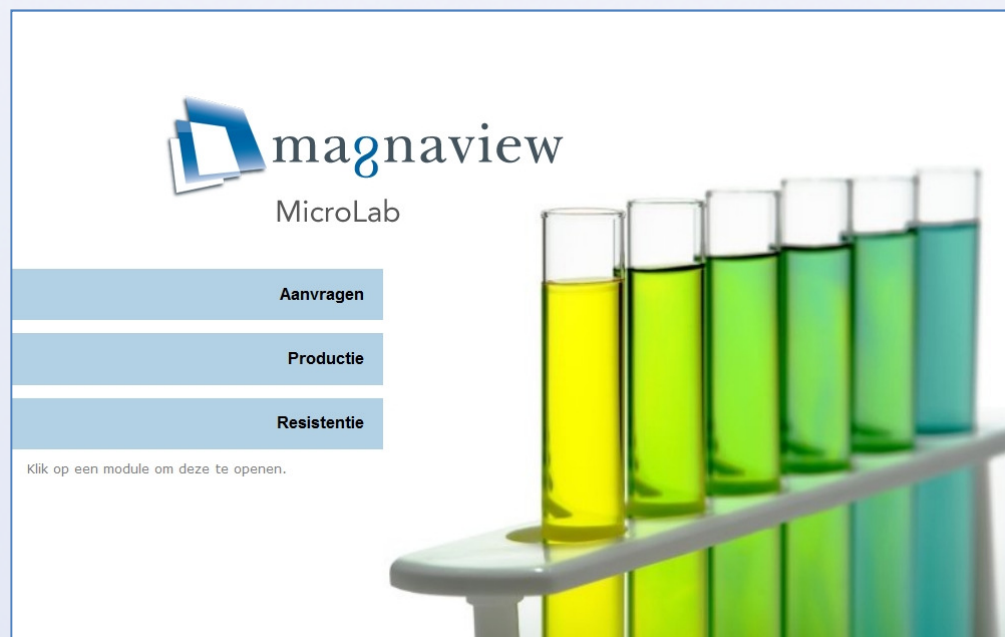 magnaview
MicroLab
Aanvragen
Productie
Resistentie
Klik op een module om deze te openen.